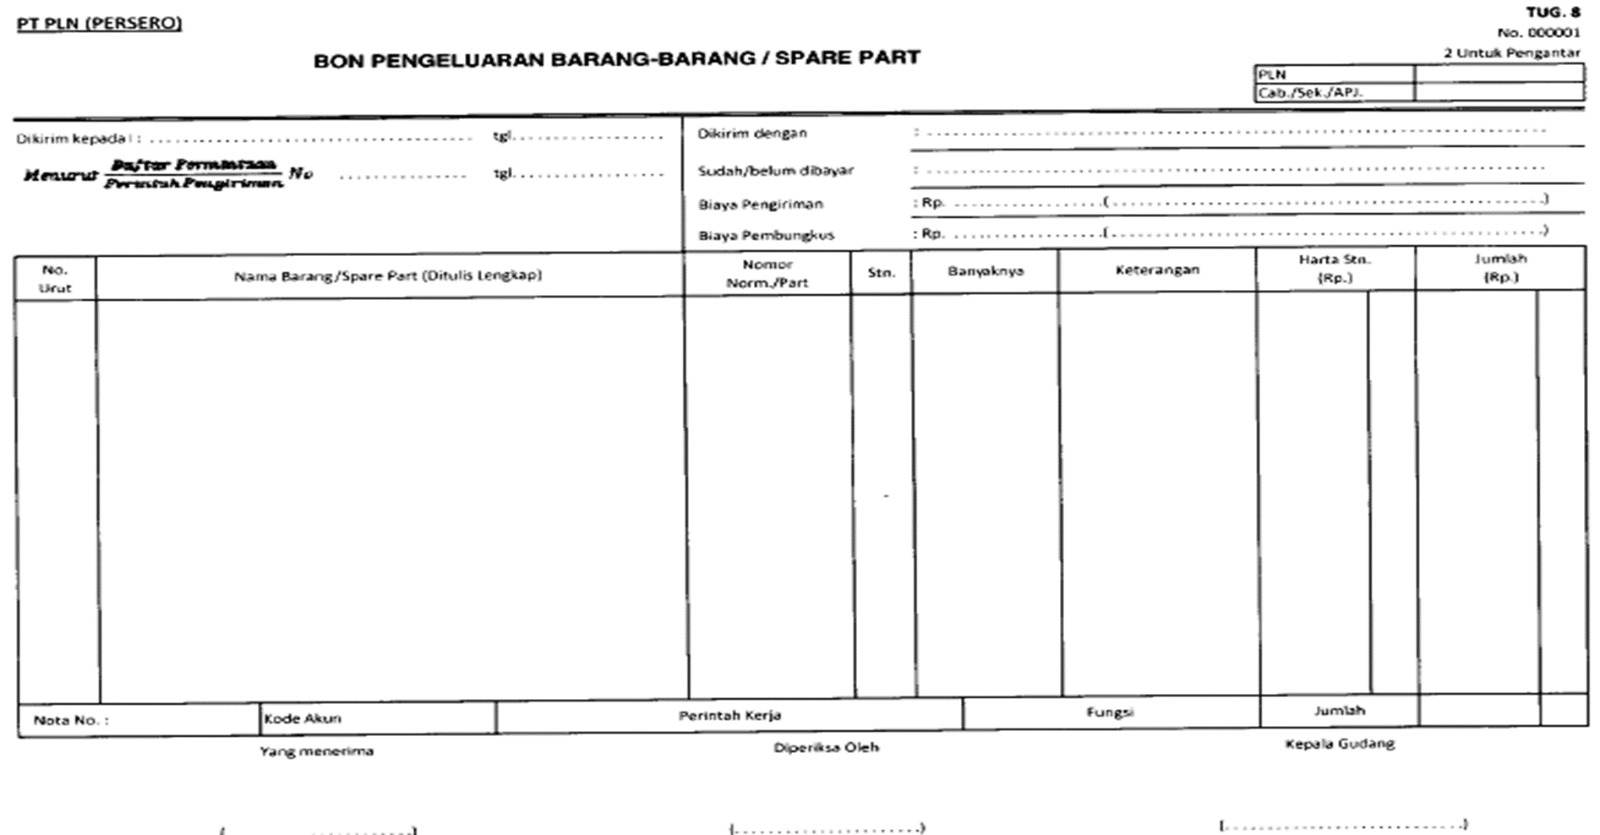 PT PLN (PERSERO)
TUG. 8
No. 000001
2 Untuk Pengantar
BON PENGELUARAN BARANG-BARANG / SPARE PART
PLN
Cab./Sek./APJ.
Dikirim kepada : ........................................ tgl..................
Menurut Daftar Permintaan No ............... tgl..................
Perintah Pengiriman
Dikirim dengan : ................................................
Sudah/belum dibayar : ................................................
Biaya Pengiriman : Rp. ...................(..................................................)
Biaya Pembungkus : Rp. ...................(..................................................)
No. Urut
Nama Barang/Spare Part (Ditulis Lengkap)
Nomor Norm./Part
Stn.
Banyaknya
Keterangan
Harta Stn. (Rp.)
Jumlah (Rp.)
Nota No. :
Kode Akun
Perintah Kerja
Fungsi
Jumlah
Yang menerima
Diperiksa Oleh
Kepala Gudang
(........................) (........................) (..............................)